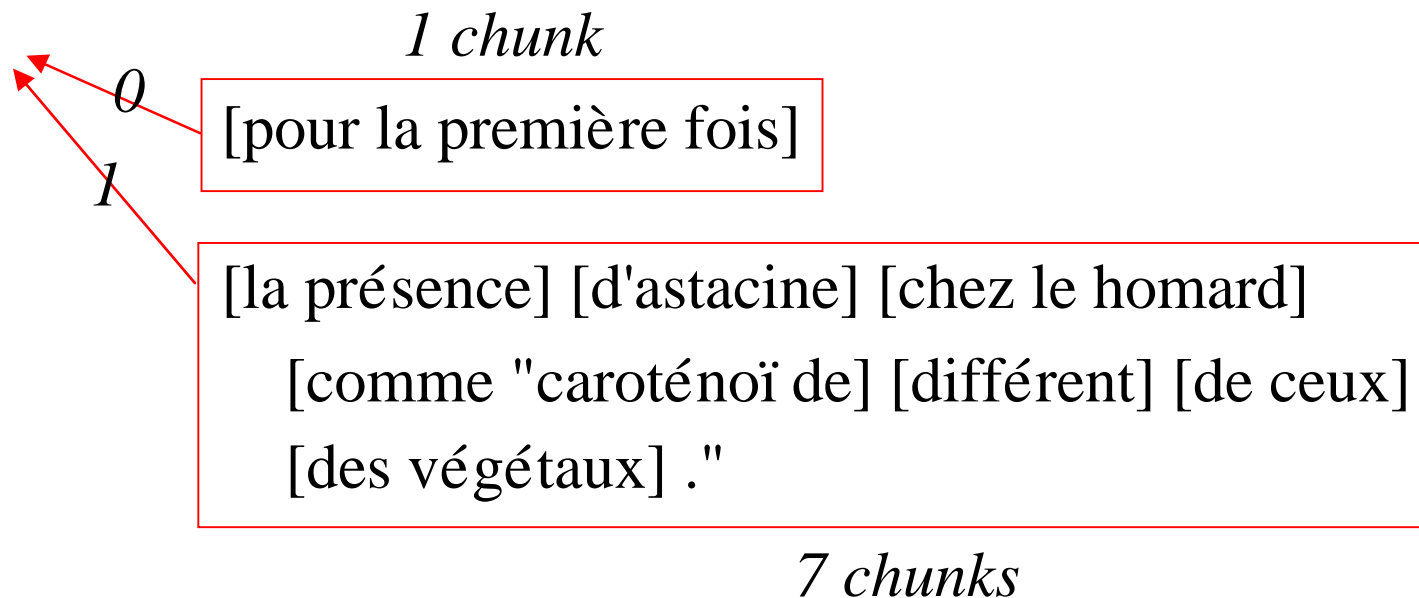 1 chunk
0
[pour la première fois]
1
[la présence] [d'astacine] [chez le homard]
[comme "caroténoï de] [différent] [de ceux]
[des végétaux] ."
7 chunks